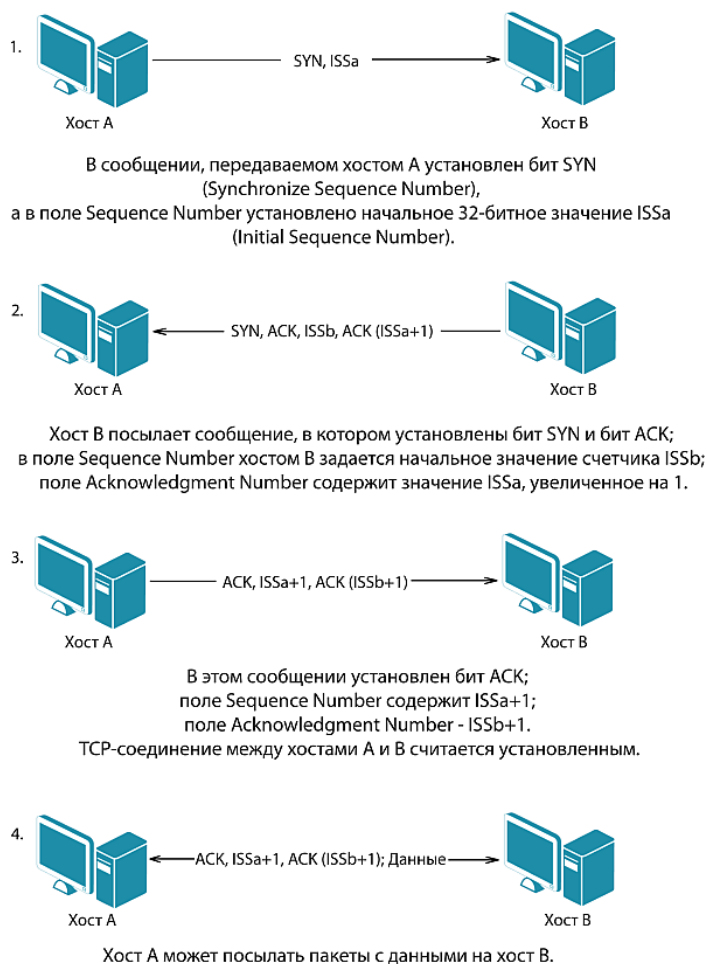 1.
SYN, ISSa
Хост A
Хост B
В сообщении, передаваемом хостом A установлен бит SYN
(Synchronize Sequence Number),
а в поле Sequence Number установлено начальное 32-битное значение ISSa
(Initial Sequence Number).
2.
SYN, ACK, ISSb, ACK (ISSa+1)
Хост A
Хост B
Хост B посылает сообщение, в котором установлены бит SYN и бит ACK;
в поле Sequence Number хостом B задается начальное значение счетчика ISSb;
поле Acknowledgment Number содержит значение ISSa, увеличенное на 1.
3.
ACK, ISSa+1, ACK (ISSb+1)
Хост A
Хост B
В этом сообщении установлен бит ACK;
поле Sequence Number содержит ISSa+1;
поле Acknowledgment Number - ISSb+1.
TCP-соединение между хостами A и B считается установленным.
4.
ACK, ISSa+1, ACK (ISSb+1); Данные
Хост A
Хост B
Хост A может посылать пакеты с данными на хост B.